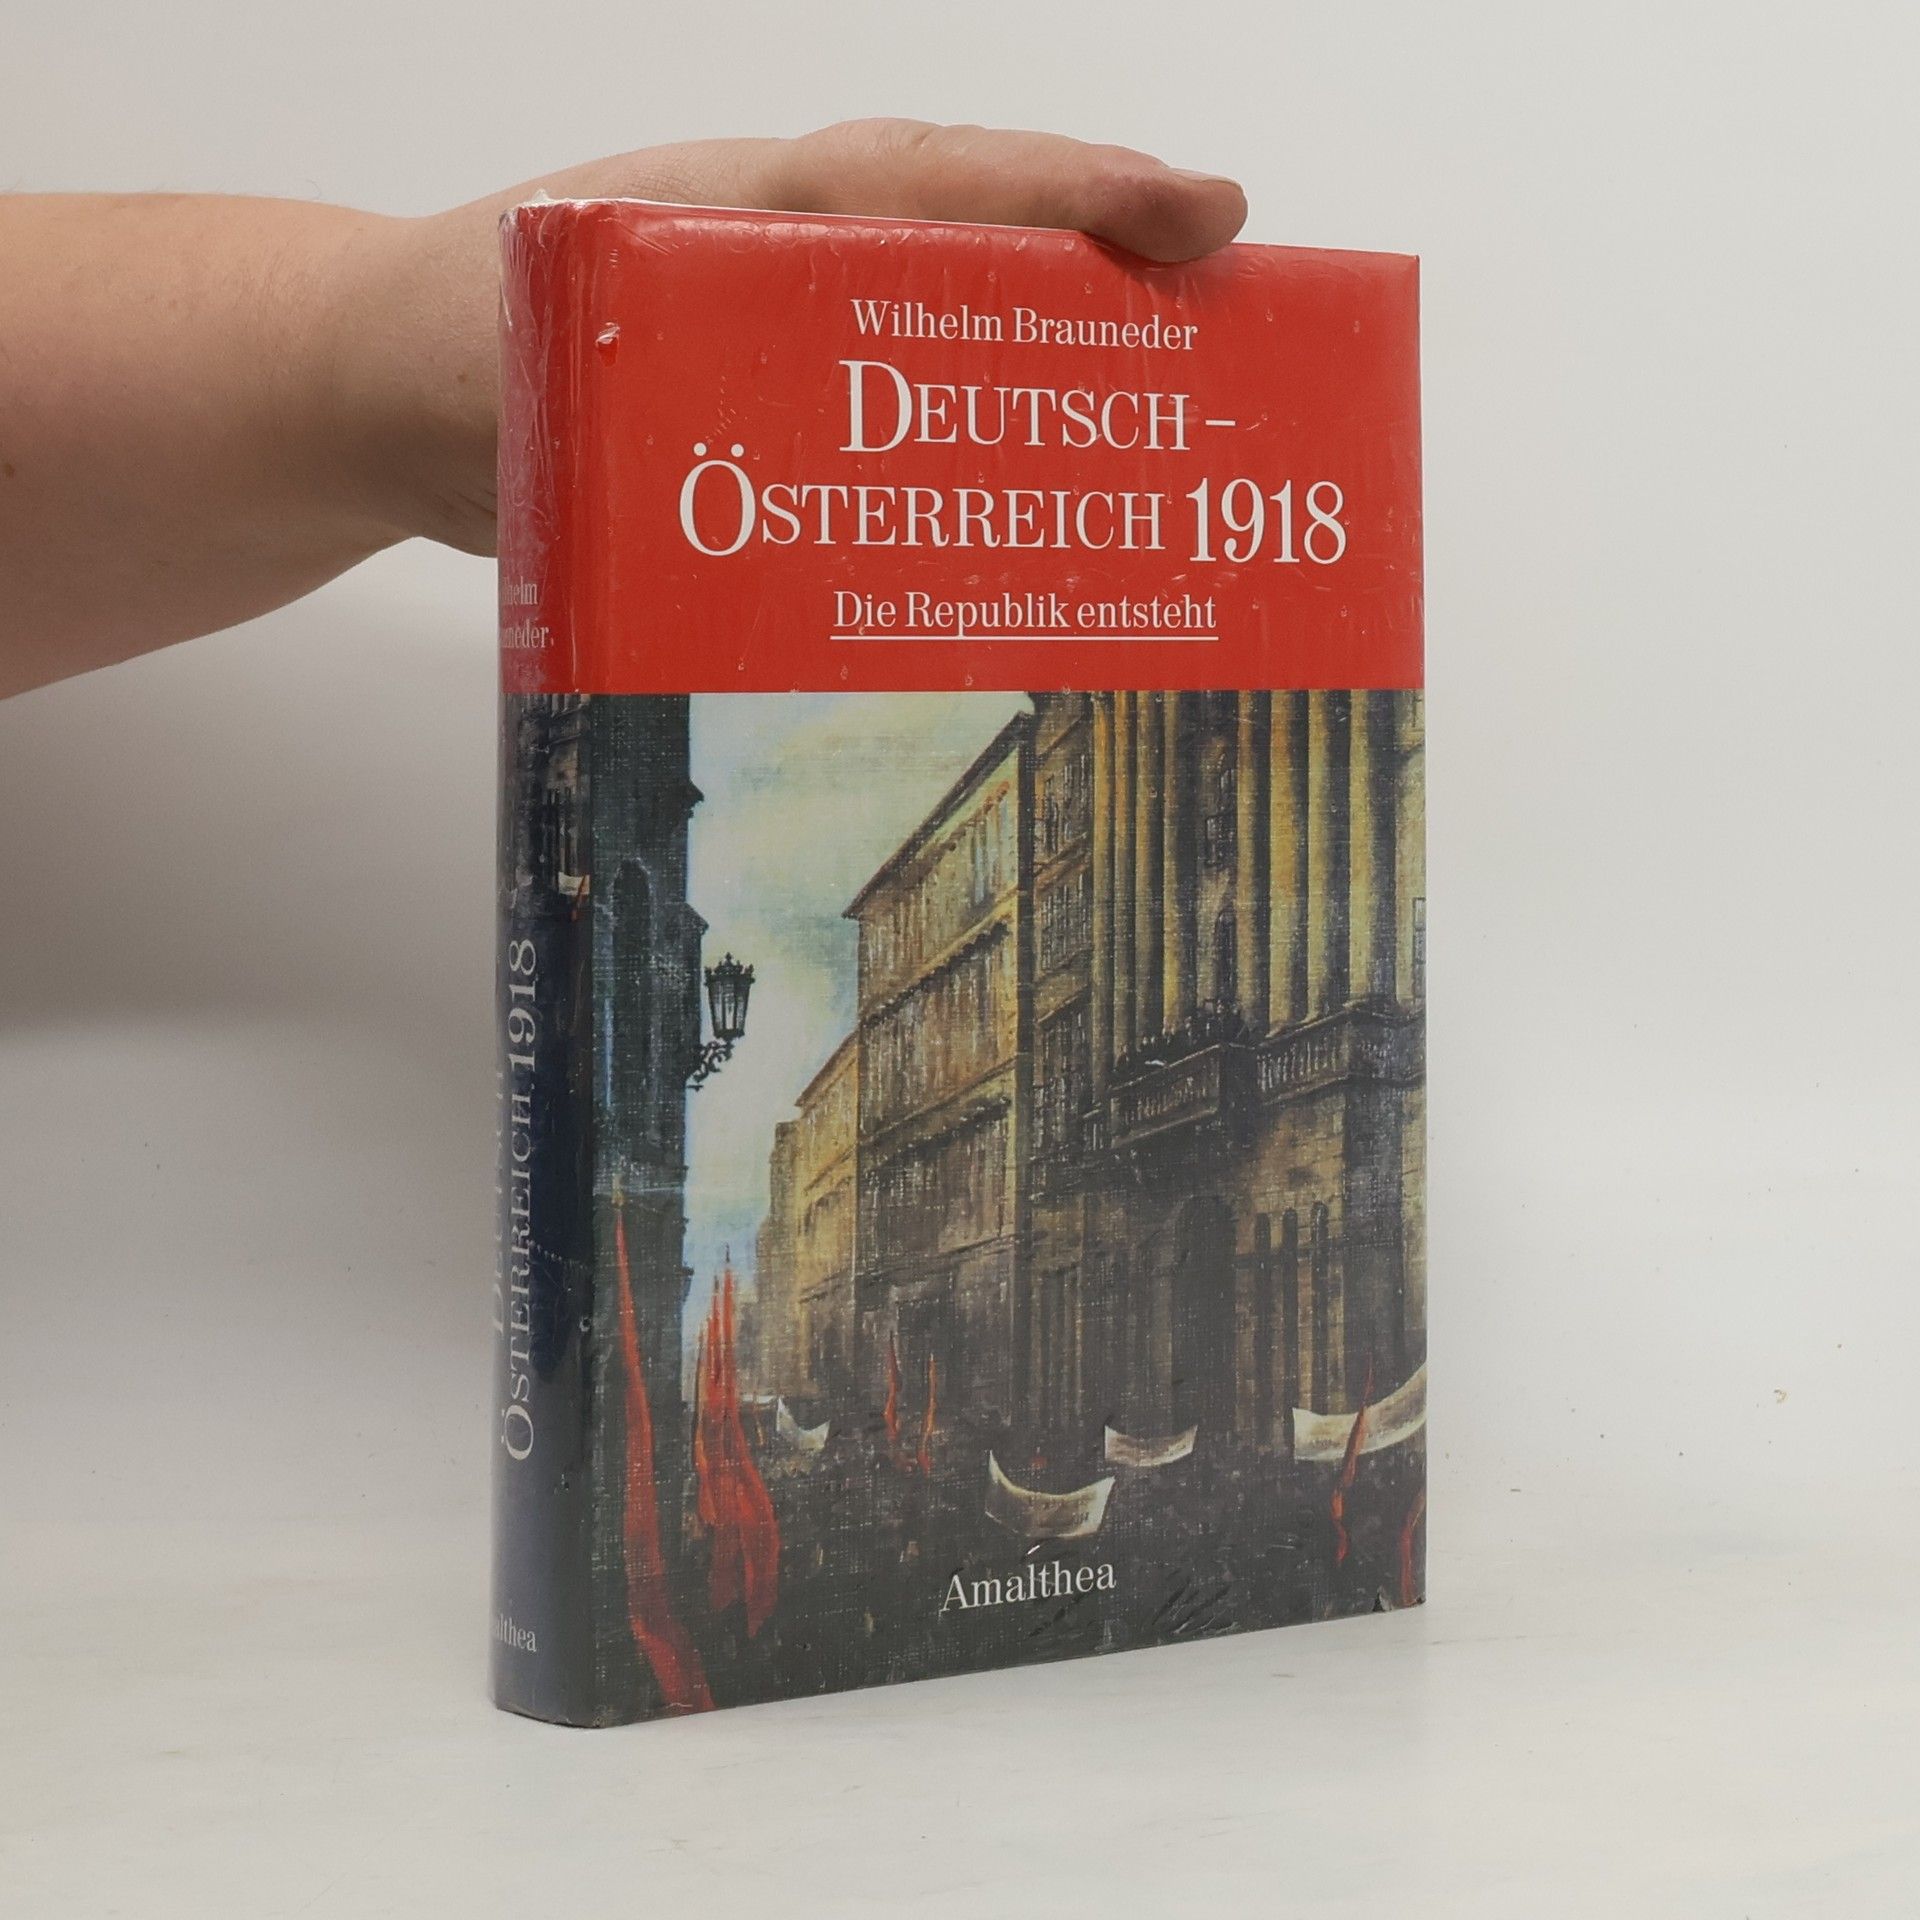 Wilhelm Brauneder
DEUTSCH –
ÖSTERREICH 1918
Die Republik entsteht
Amalthea
ÖSTERREICH 1918